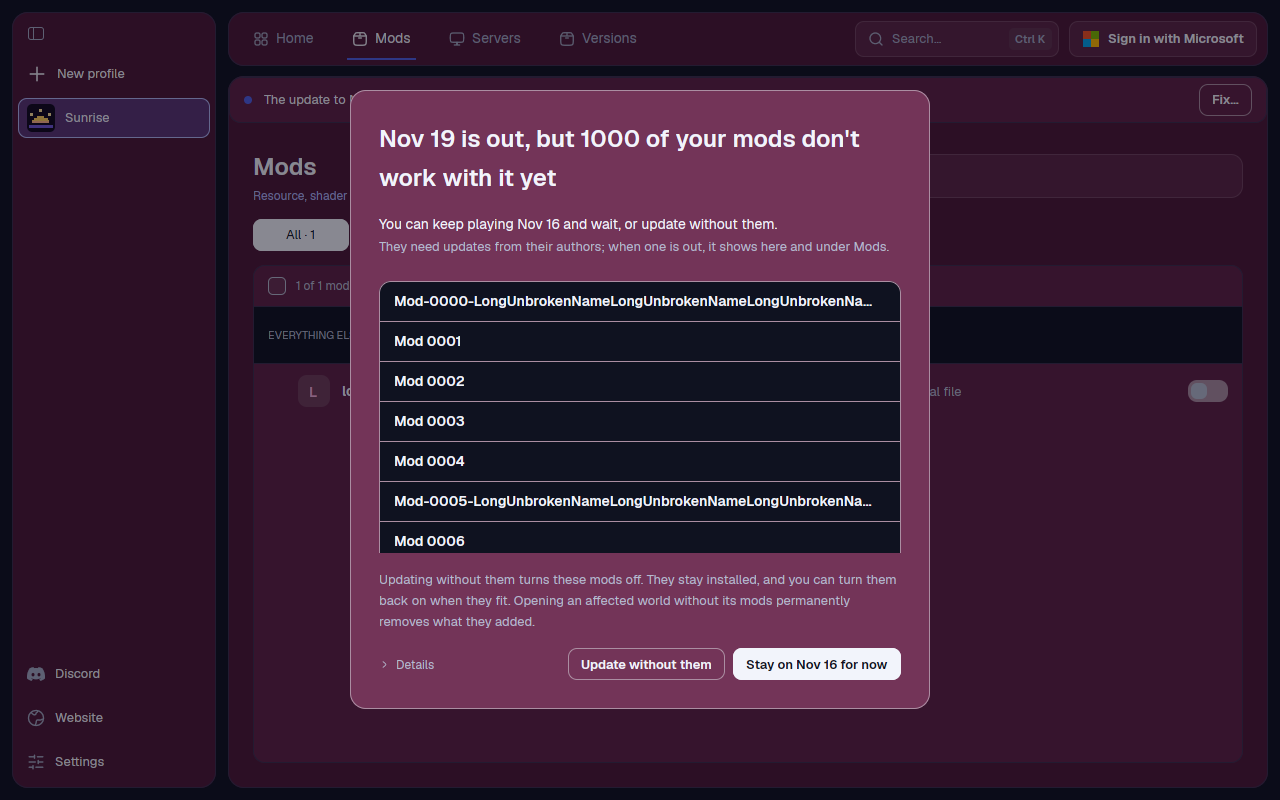 Home
Mods
Servers
Versions
Search...
Ctrl K
Sign in with Microsoft
New profile
Sunrise
The update to
Fix...
Mods
Resource, shader
All · 1
1 of 1 mod
EVERYTHING EL
L
al file
Nov 19 is out, but 1000 of your mods don't
work with it yet
You can keep playing Nov 16 and wait, or update without them.
They need updates from their authors; when one is out, it shows here and under Mods.
Mod-0000-LongUnbrokenNameLongUnbrokenNameLongUnbrokenNa...
Mod 0001
Mod 0002
Mod 0003
Mod 0004
Mod-0005-LongUnbrokenNameLongUnbrokenNameLongUnbrokenNa...
Mod 0006
Updating without them turns these mods off. They stay installed, and you can turn them
back on when they fit. Opening an affected world without its mods permanently
removes what they added.
Details
Update without them
Stay on Nov 16 for now
Discord
Website
Settings